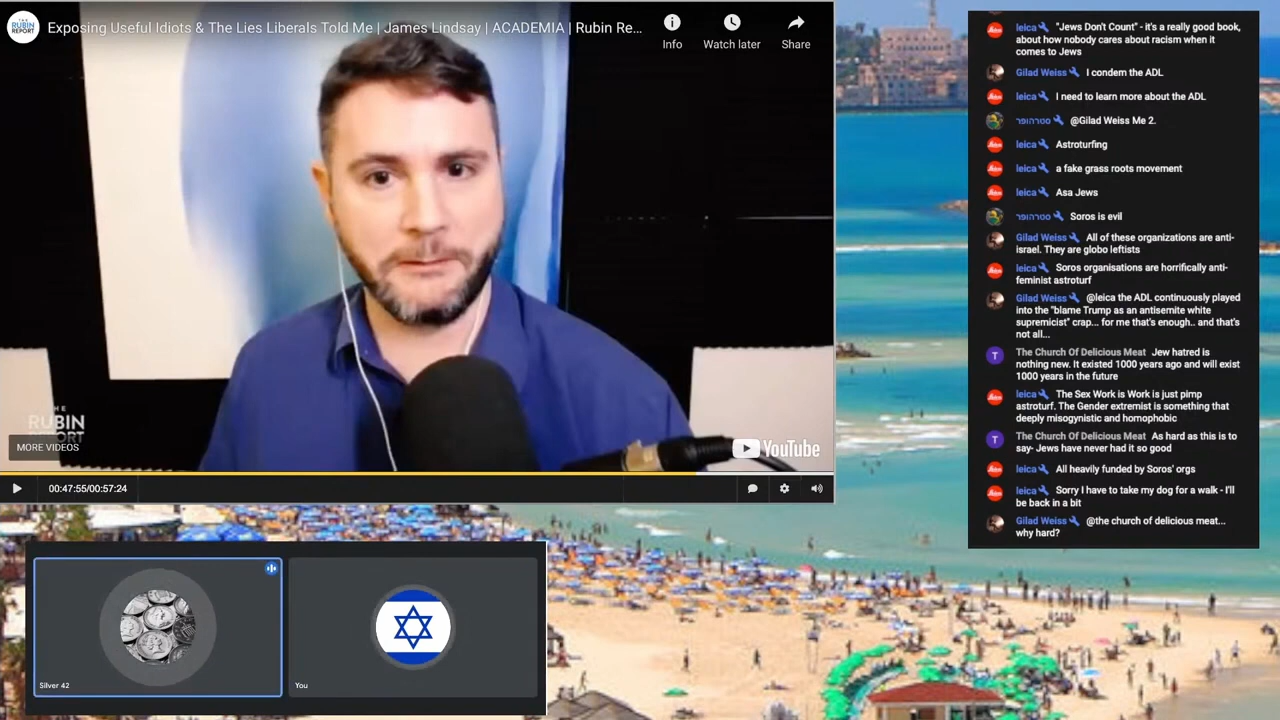 THE
RUBIN
REPORT
Exposing Useful Idiots & The Lies Liberals Told Me | James Lindsay | ACADEMIA | Rubin Re...
Info
Watch later
Share
THE
RUBIN
REPORT
MORE VIDEOS
YouTube
00:47:55/00:57:24
Silver 42
You
leica "Jews Don't Count" - it's a really good book,
about how nobody cares about racism when it
comes to Jews
Gilad Weiss I condem the ADL
leica I need to learn more about the ADL
סטרהופר @Gilad Weiss Me 2.
leica Astroturfing
leica a fake grass roots movement
leica Asa Jews
סטרהופר Soros is evil
Gilad Weiss All of these organizations are anti-
israel. They are globo leftists
leica Soros organisations are horrifically anti-
feminist astroturf
Gilad Weiss @leica the ADL continuously played
into the "blame Trump as an antisemite white
supremicist" crap... for me that's enough.. and that's
not all...
T
The Church Of Delicious Meat Jew hatred is
nothing new. It existed 1000 years ago and will exist
1000 years in the future
leica The Sex Work is Work is just pimp
astroturf. The Gender extremist is something that
deeply misogynistic and homophobic
T
The Church Of Delicious Meat As hard as this is to
say- Jews have never had it so good
leica All heavily funded by Soros' orgs
leica Sorry I have to take my dog for a walk - I'll
be back in a bit
Gilad Weiss @the church of delicious meat...
why hard?